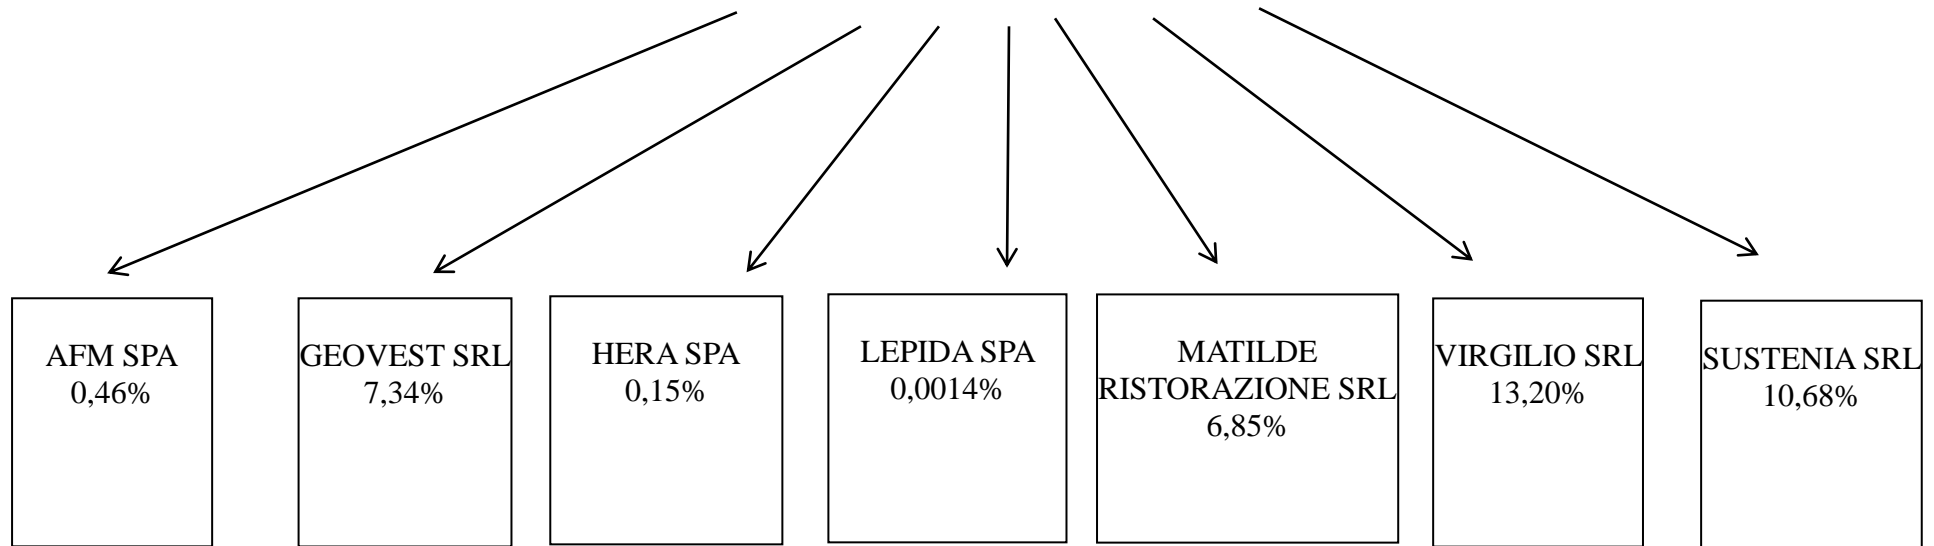 AFM SPA
0,46%
GEOVEST SRL
7,34%
HERA SPA
0,15%
LEPIDA SPA
0,0014%
MATILDE
RISTORAZIONE SRL
6,85%
VIRGILIO SRL
13,20%
SUSTENIA SRL
10,68%